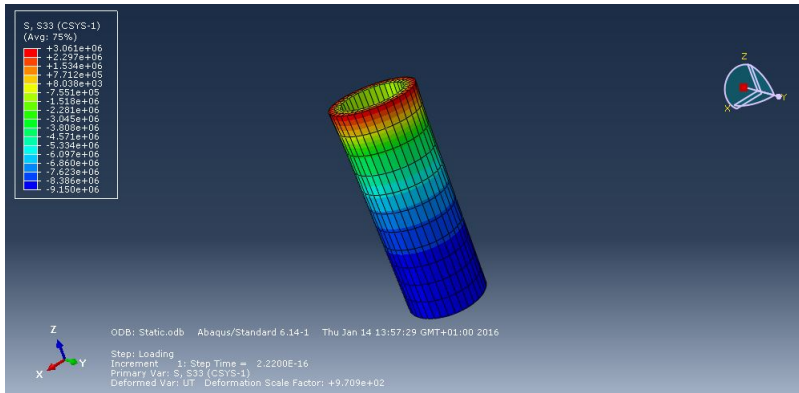 S, S33 (CSYS-1)
(Avg: 75%)
+3.061e+06
+2.297e+06
+1.534e+06
+7.712e+05
+8.038e+03
-7.551e+05
-1.518e+06
-2.281e+06
-3.045e+06
-3.808e+06
-4.571e+06
-5.334e+06
-6.097e+06
-6.860e+06
-7.623e+06
-8.386e+06
-9.150e+06
Z
Y
X
Z
Y
X
ODB: Static.odb Abaqus/Standard 6.14-1 Thu Jan 14 13:57:29 GMT+01:00 2016
Step: Loading
Increment 1: Step Time = 2.2200E-16
Primary Var: S, S33 (CSYS-1)
Deformed Var: UT Deformation Scale Factor: +9.709e+02